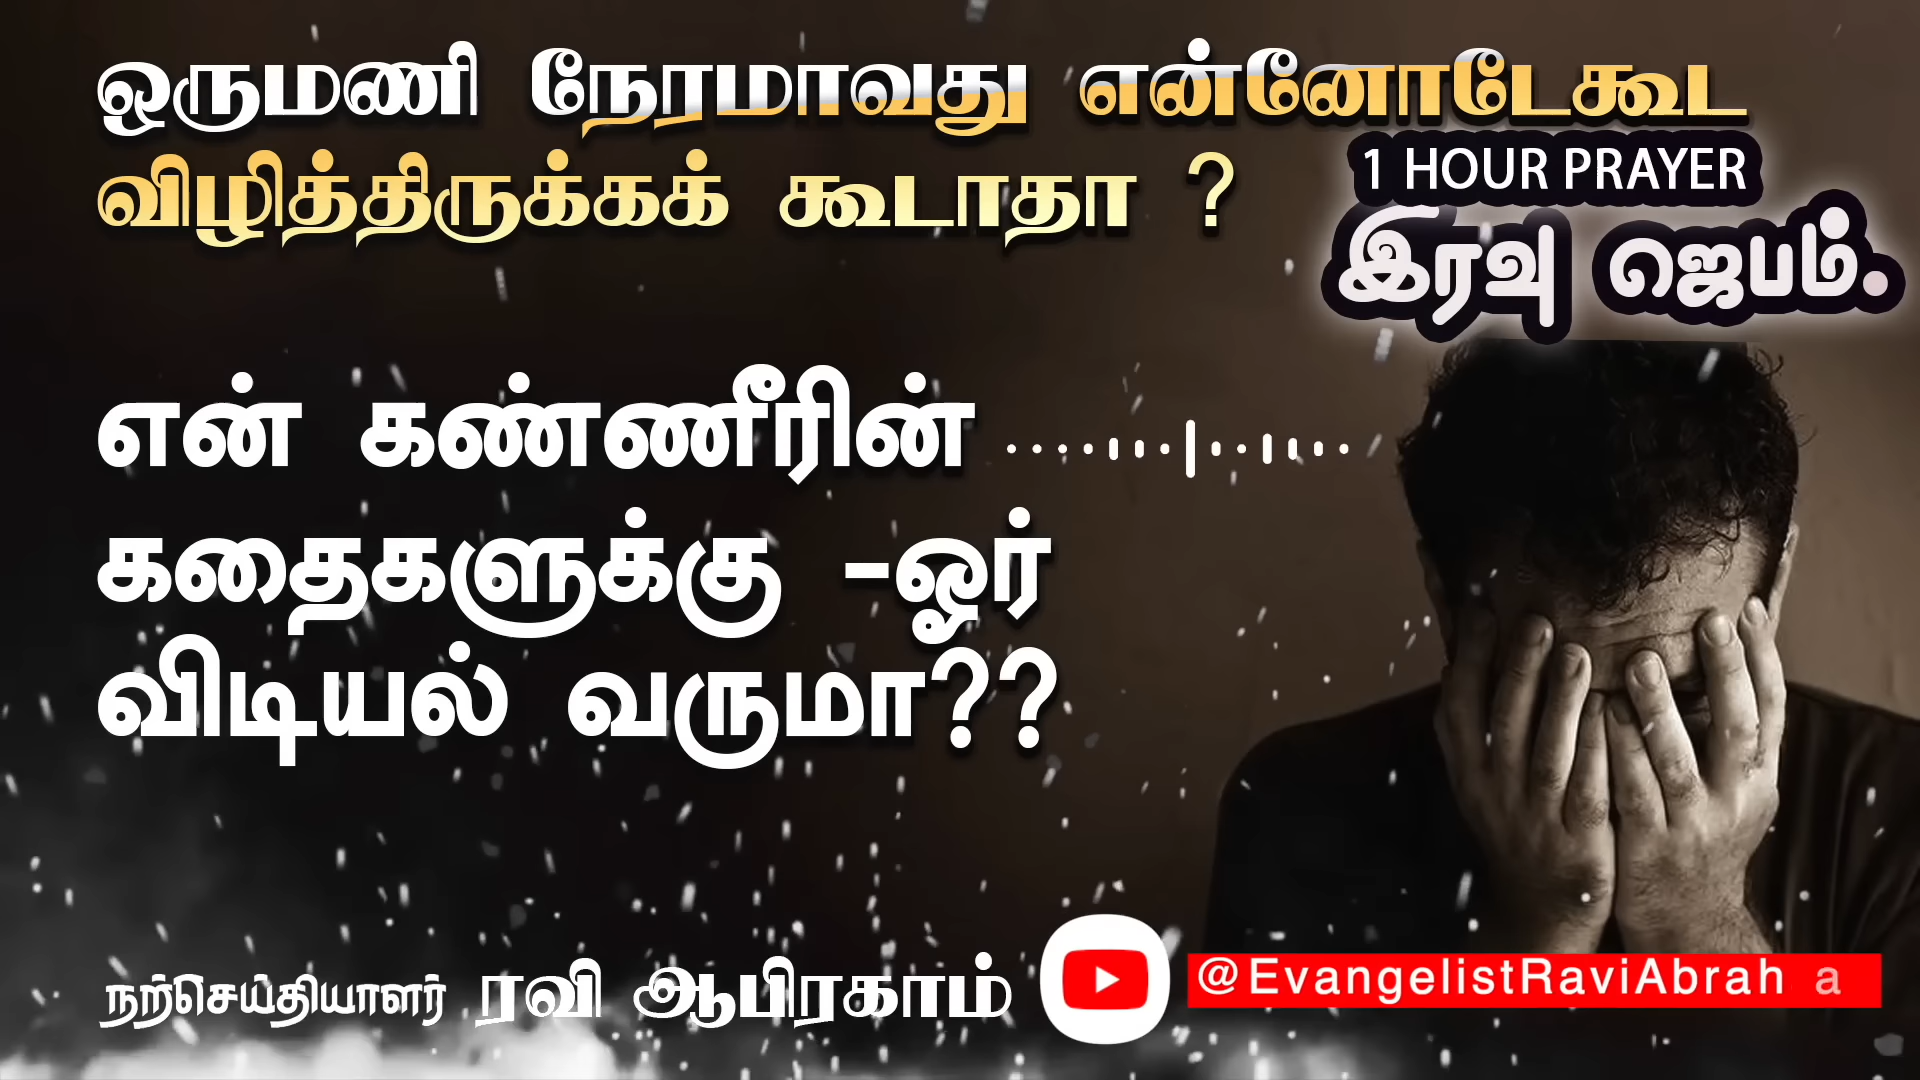 ஒருமணி நேரமாவது என்னோடேகூட
விழித்திருக்கக் கூடாதா ?
1 HOUR PRAYER
இரவு ஜெபம்.
என் கண்ணீரின்
கதைகளுக்கு -ஓர்
விடியல் வருமா??
நற்செய்தியாளர் ரவி ஆபிரகாம்
@EvangelistRaviAbrah a